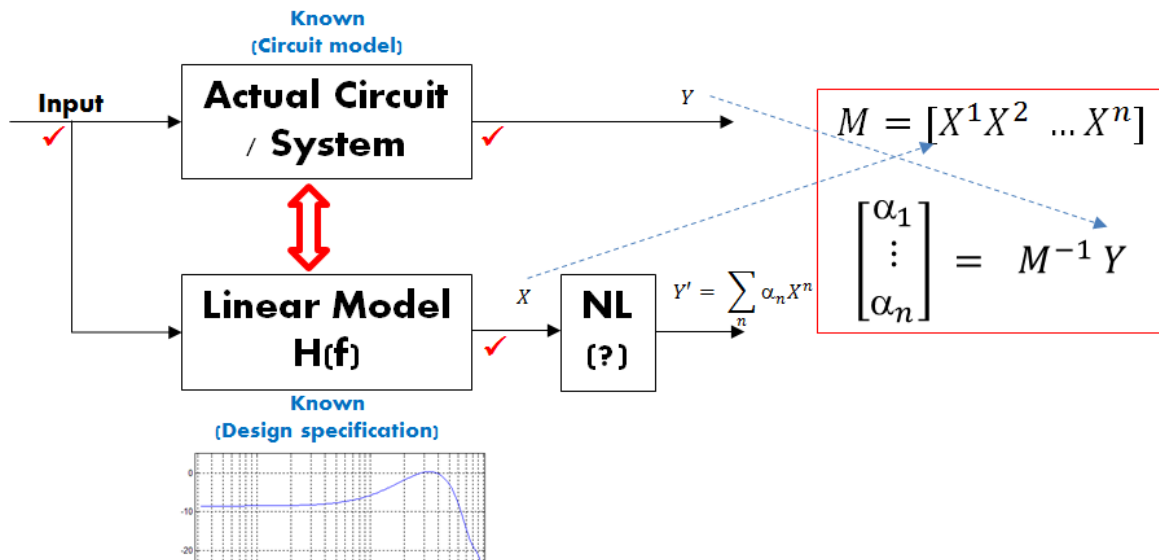 Known
(Circuit model)
Input
Actual Circuit
/ System
Y
M = [X¹X² … Xⁿ]
[α₁ ⋮ αₙ] = M⁻¹ Y
Linear Model
H(f)
X
NL
(?)
Y′ = ∑ₙ αₙXⁿ
Known
(Design specification)
0
-10
-20